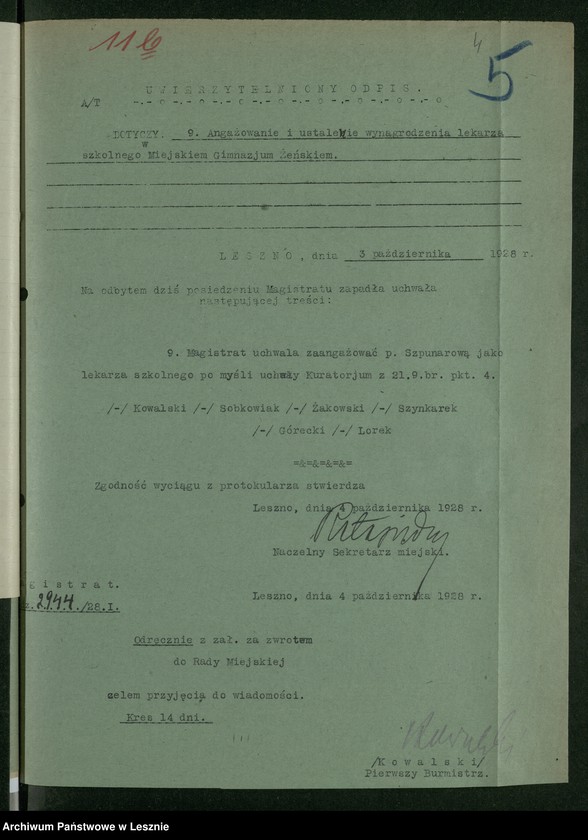 11 b
4
5
UWIERZYTELNIONY ODPIS.
A/T
DOTYCZY: 9. Angażowanie i ustalenie wynagrodzenia lekarza
w
szkolnego Miejskiem Gimnazjum Żeńskiem.
LESZNO, dnia 3 października 1928 r.
Na odbytem dziś posiedzeniu Magistratu zapadła uchwała
następującej treści:
9. Magistrat uchwala zaangażować p. Szpunarową jako
lekarza szkolnego po myśli uchwały Kuratorjum z 21.9.br. pkt. 4.
/-/ Kowalski /-/ Sobkowiak /-/ Żakowski /-/ Szynkarek
/-/ Górecki /-/ Lorek
=&=&=&=&=
Zgodność wyciągu z protokularza stwierdza
Leszno, dnia 4 października 1928 r.
Naczelny Sekretarz miejski.
gistrat.
2944./28.I.
Leszno, dnia 4 października 1928 r.
Odręcznie z zał. za zwrotem
do Rady Miejskiej
celem przyjęcia do wiadomości.
Kres 14 dni.
/Kowalski/
Pierwszy Burmistrz.
Archiwum Państwowe w Lesznie